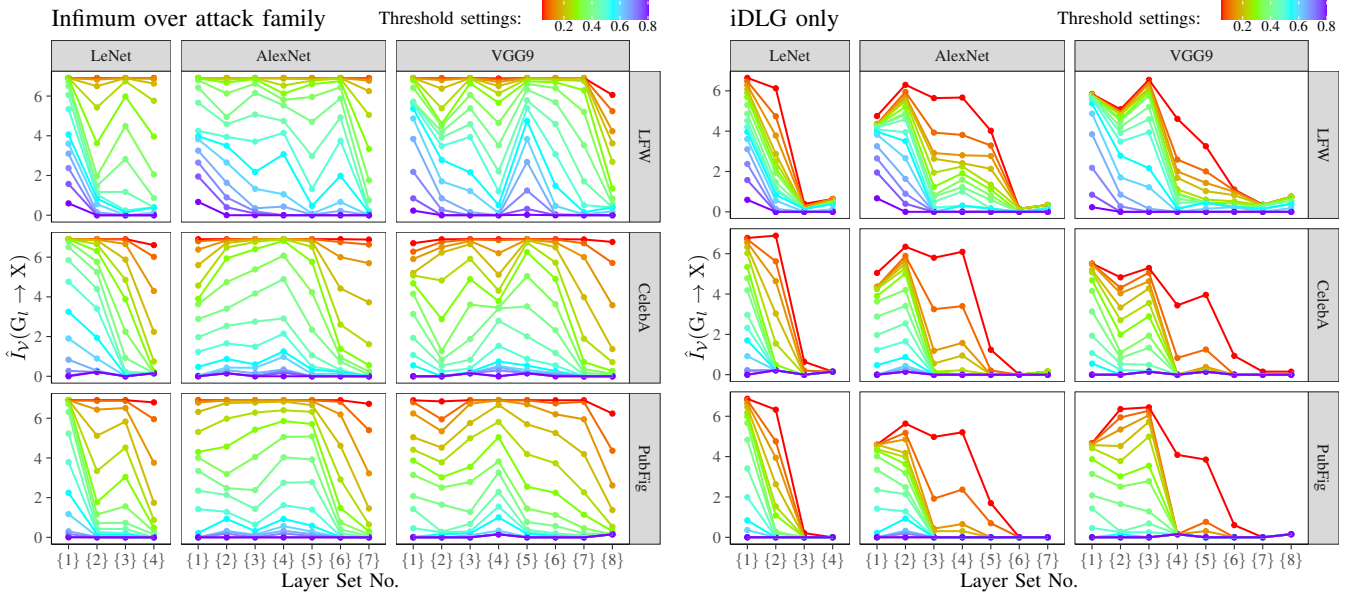 Infimum over attack family
Threshold settings:
0.2 0.4 0.6 0.8
LeNet AlexNet VGG9
6
4
2
0
LFW
6
4
2
0
CelebA
6
4
2
0
PubFig
Î𝒱(Gl → X)
{1} {2} {3} {4} {1} {2} {3} {4} {5} {6} {7} {1} {2} {3} {4} {5} {6} {7} {8}
Layer Set No.
iDLG only
Threshold settings:
0.2 0.4 0.6 0.8
LeNet AlexNet VGG9
6
4
2
0
LFW
6
4
2
0
CelebA
6
4
2
0
PubFig
Î𝒱(Gl → X)
{1} {2} {3} {4} {1} {2} {3} {4} {5} {6} {7} {1} {2} {3} {4} {5} {6} {7} {8}
Layer Set No.